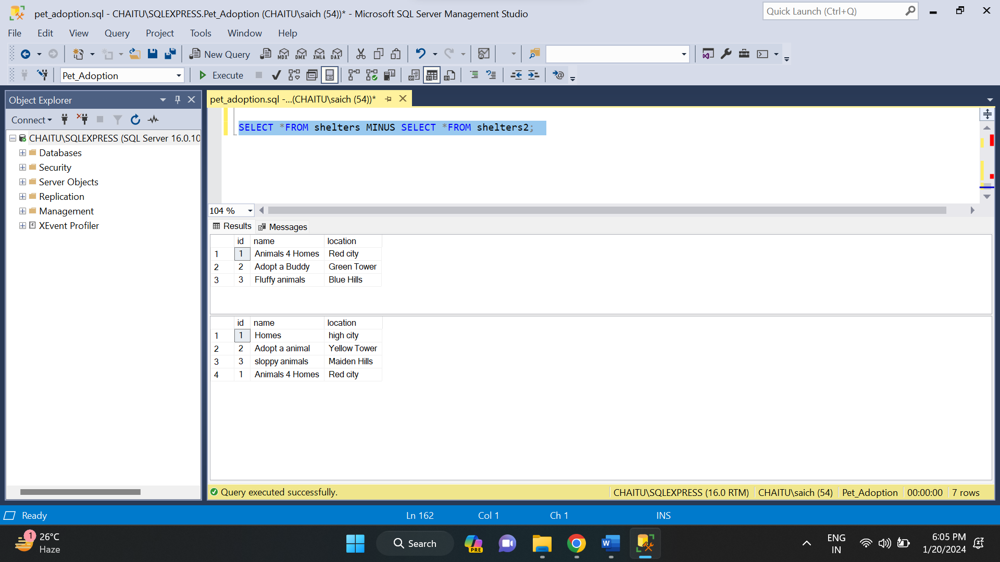 pet_adoption.sql - CHAITU\SQLEXPRESS.Pet_Adoption (CHAITU\saich (54))* - Microsoft SQL Server Management Studio
Quick Launch (Ctrl+Q)
File Edit View Query Project Tools Window Help
New Query MDX DMX XMLA DAX
Pet_Adoption Execute
Object Explorer
pet_adoption.sql -...(CHAITU\saich (54))*
Connect
CHAITU\SQLEXPRESS (SQL Server 16.0.10
Databases
Security
Server Objects
Replication
Management
XEvent Profiler
SELECT *FROM shelters MINUS SELECT *FROM shelters2;
104 %
Results Messages
id name location
1 1 Animals 4 Homes Red city
2 2 Adopt a Buddy Green Tower
3 3 Fluffy animals Blue Hills
id name location
1 1 Homes high city
2 2 Adopt a animal Yellow Tower
3 3 sloppy animals Maiden Hills
4 1 Animals 4 Homes Red city
Query executed successfully. CHAITU\SQLEXPRESS (16.0 RTM) CHAITU\saich (54) Pet_Adoption 00:00:00 7 rows
Ready Ln 162 Col 1 Ch 1 INS
1 26°C
Haze
Search
PRE
W
ENG
IN
6:05 PM
1/20/2024